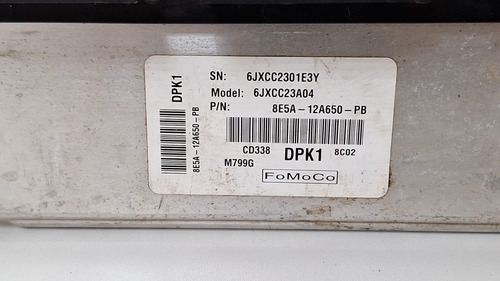 DPK1
8E5A-12A650-PB
SN: 6JXCC2301E3Y
Model: 6JXCC23A04
P/N: 8E5A-12A650-PB
CD338 DPK1 8C02
M799G
FoMoCo